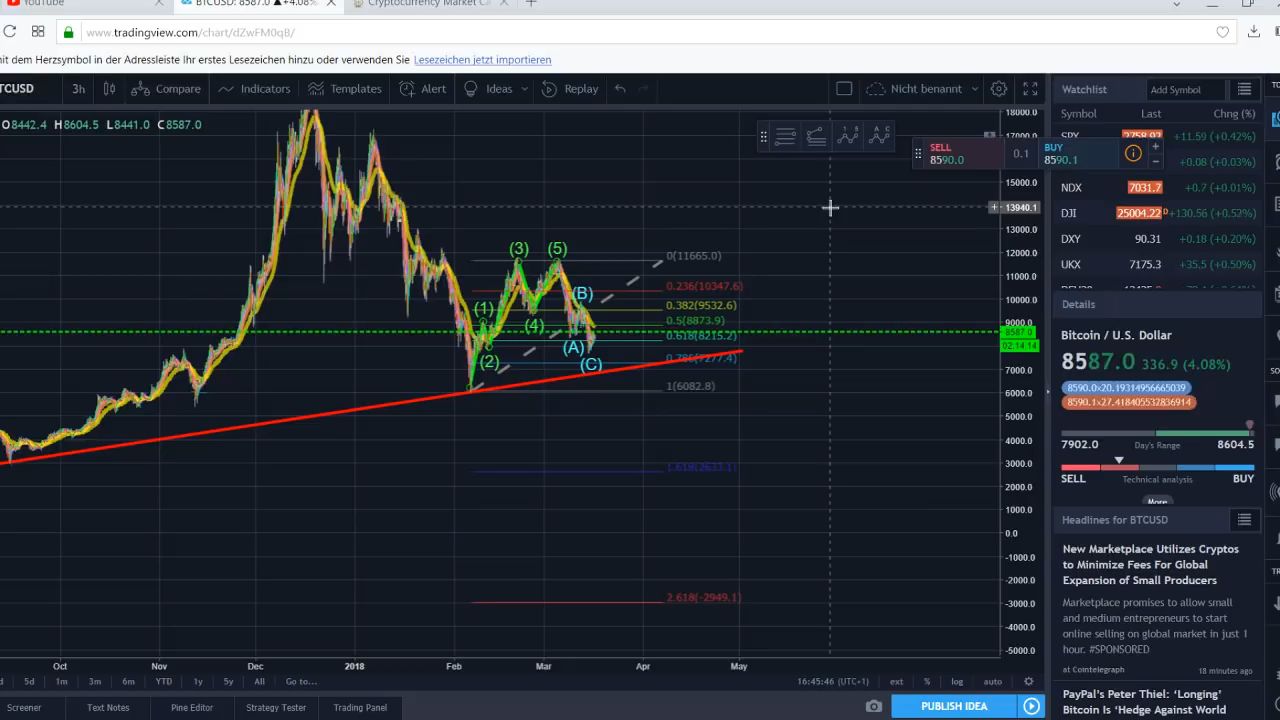 YouTube
BTCUSD: 8587.0 ▲+4.08%
Cryptocurrency Market Ca
www.tradingview.com/chart/dZwFM0qB/
mit dem Herzsymbol in der Adressleiste Ihr erstes Lesezeichen hinzu oder verwenden Sie Lesezeichen jetzt importieren
TCUSD 3h Compare Indicators Templates Alert Ideas Replay Nicht benannt
O8442.4 H8604.5 L8441.0 C8587.0
SELL
8590.0
0.1
BUY
8590.1
18000.0
17000.0
15000.0
13940.1
13000.0
12000.0
11000.0
10000.0
9000.0
8587.0
02:14:14
7000.0
6000.0
5000.0
4000.0
3000.0
2000.0
1000.0
0.0
-1000.0
-2000.0
-3000.0
-4000.0
-5000.0
(1)
(2)
(3)
(4)
(5)
(A)
(B)
(C)
0(11665.0)
0.236(10347.6)
0.382(9532.6)
0.5(8873.9)
0.618(8215.2)
0.786(7277.4)
1(6082.8)
1.618(2633.1)
2.618(-2949.1)
Oct Nov Dec 2018 Feb Mar Apr May
5d 1m 3m 6m YTD 1y 5y All Go to...
16:45:46 (UTC+1) ext % log auto
Screener Text Notes Pine Editor Strategy Tester Trading Panel
PUBLISH IDEA
Watchlist Add Symbol
Symbol Last Chng (%)
SPX 2758.92 +11.59 (+0.42%)
+0.08 (+0.03%)
NDX 7031.7 +0.7 (+0.01%)
DJI 25004.22 D +130.56 (+0.52%)
DXY 90.31 +0.18 (+0.20%)
UKX 7175.3 +35.5 (+0.50%)
Details
Bitcoin / U.S. Dollar
8587.0 336.9 (4.08%)
8590.0x20.19314956665039
8590.1x27.418405532836914
7902.0 Day's Range 8604.5
SELL Technical analysis BUY
More
Headlines for BTCUSD
New Marketplace Utilizes Cryptos
to Minimize Fees For Global
Expansion of Small Producers
Marketplace promises to allow small
and medium entrepreneurs to start
online selling on global market in just 1
hour. #SPONSORED
at Cointelegraph 18 minutes ago
PayPal's Peter Thiel: 'Longing'
Bitcoin Is 'Hedge Against World